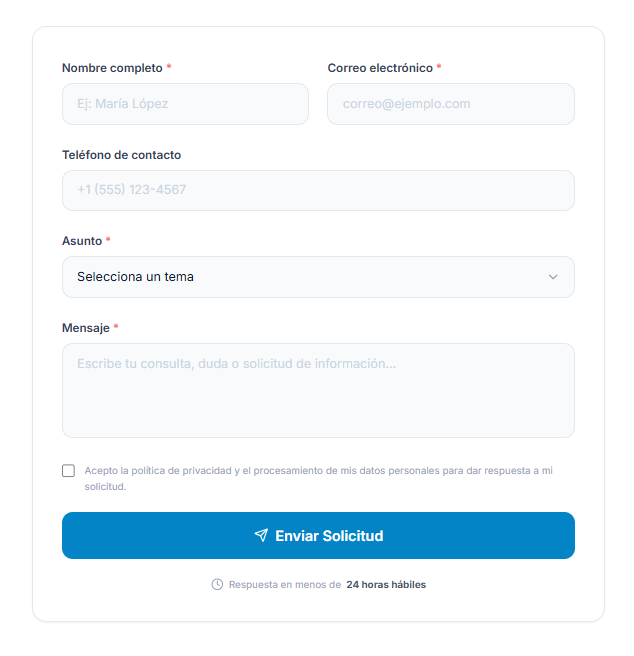 Nombre completo *
Correo electrónico *
Ej: María López
correo@ejemplo.com
Teléfono de contacto
+1 (555) 123-4567
Asunto *
Selecciona un tema
Mensaje *
Escribe tu consulta, duda o solicitud de información...
Acepto la política de privacidad y el procesamiento de mis datos personales para dar respuesta a mi
solicitud.
Enviar Solicitud
Respuesta en menos de 24 horas hábiles